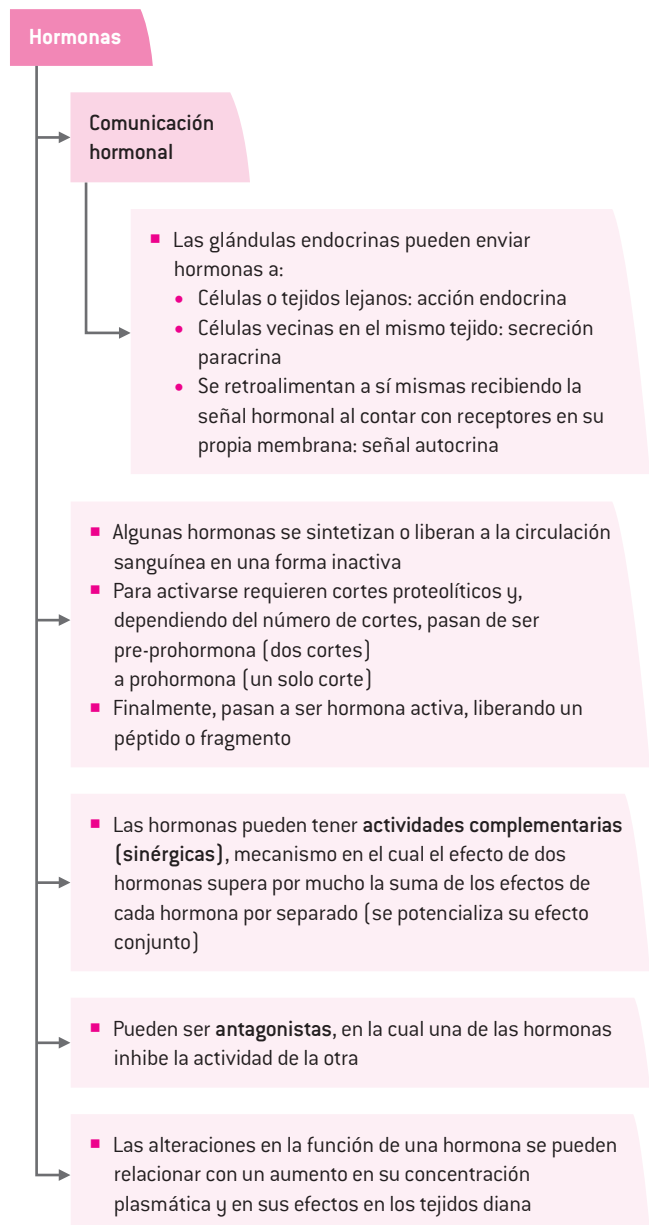 Hormonas
Comunicación
hormonal
▪ Las glándulas endocrinas pueden enviar
hormonas a:
• Células o tejidos lejanos: acción endocrina
• Células vecinas en el mismo tejido: secreción
paracrina
• Se retroalimentan a sí mismas recibiendo la
señal hormonal al contar con receptores en su
propia membrana: señal autocrina
▪ Algunas hormonas se sintetizan o liberan a la circulación
sanguínea en una forma inactiva
▪ Para activarse requieren cortes proteolíticos y,
dependiendo del número de cortes, pasan de ser
pre-prohormona (dos cortes)
a prohormona (un solo corte)
▪ Finalmente, pasan a ser hormona activa, liberando un
péptido o fragmento
▪ Las hormonas pueden tener actividades complementarias
(sinérgicas), mecanismo en el cual el efecto de dos
hormonas supera por mucho la suma de los efectos de
cada hormona por separado (se potencializa su efecto
conjunto)
▪ Pueden ser antagonistas, en la cual una de las hormonas
inhibe la actividad de la otra
▪ Las alteraciones en la función de una hormona se pueden
relacionar con un aumento en su concentración
plasmática y en sus efectos en los tejidos diana